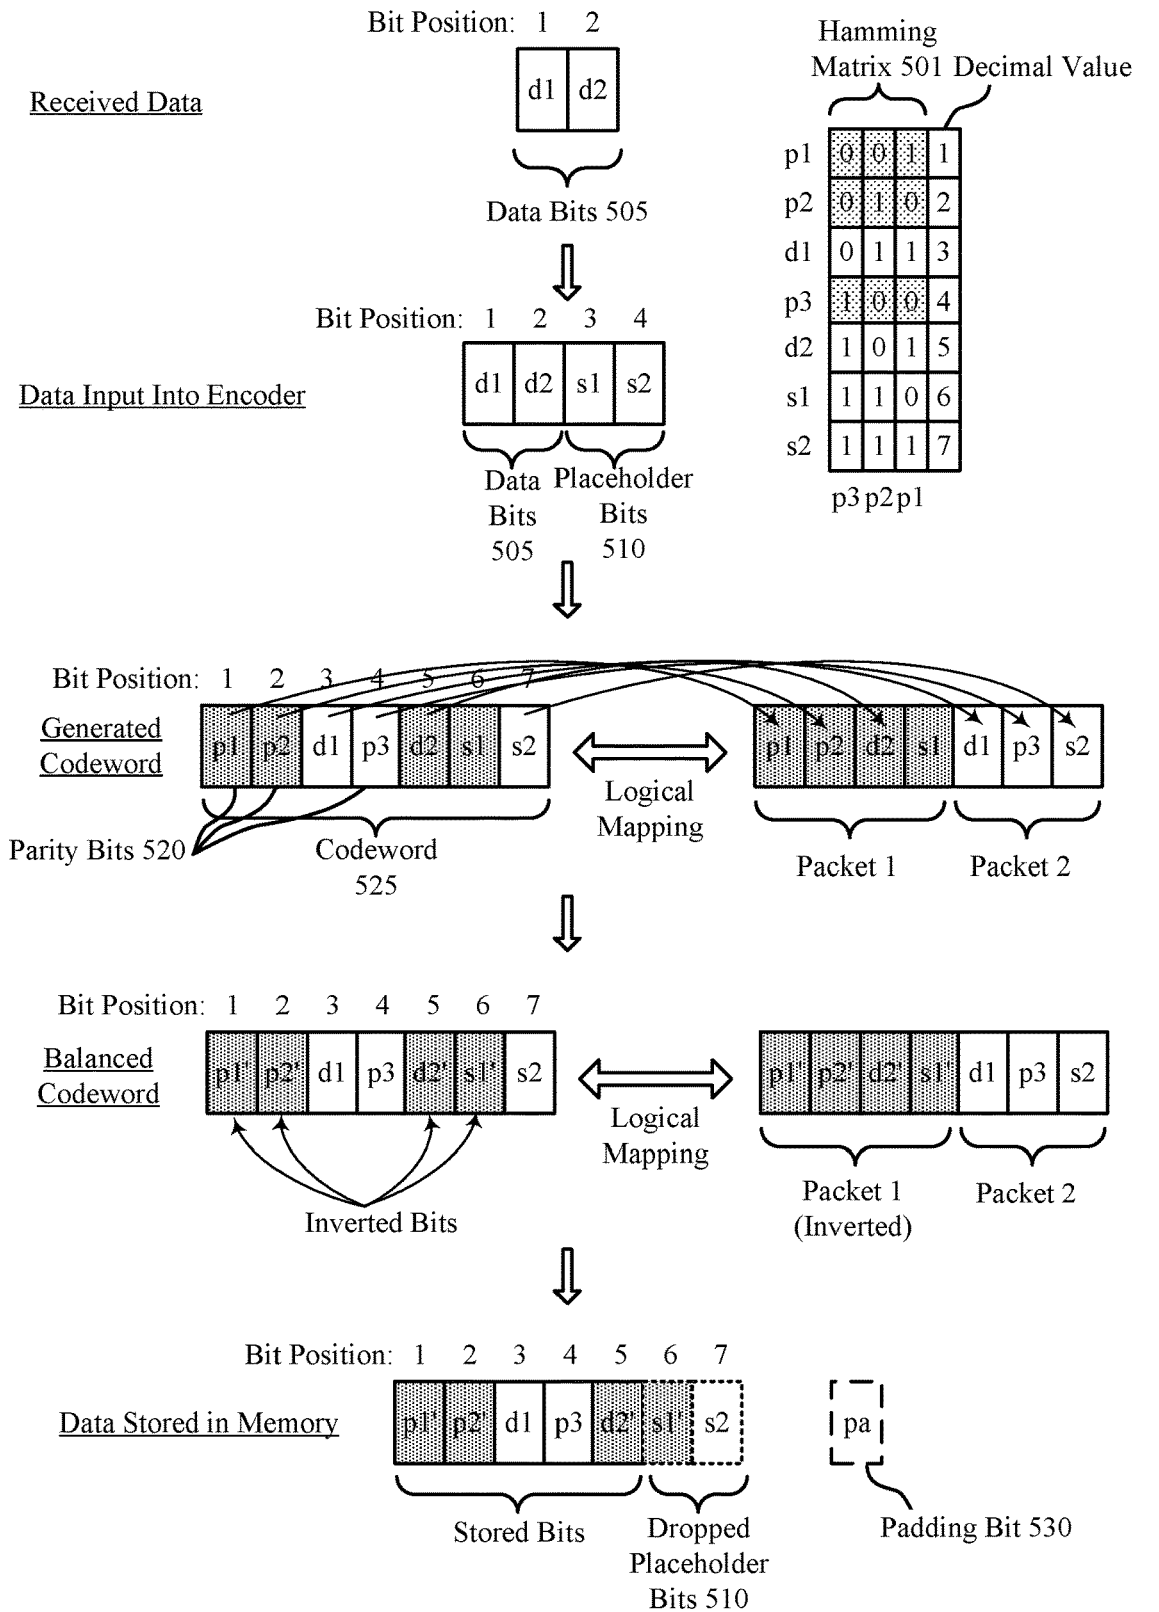 Bit Position: 1 2
Received Data
d1 d2
Data Bits 505
Hamming
Matrix 501 Decimal Value
p1 0 0 1 1
p2 0 1 0 2
d1 0 1 1 3
p3 1 0 0 4
d2 1 0 1 5
s1 1 1 0 6
s2 1 1 1 7
p3 p2 p1
Bit Position: 1 2 3 4
Data Input Into Encoder
d1 d2 s1 s2
Data
Bits
505
Placeholder
Bits
510
Bit Position: 1 2 3 4 5 6 7
Generated
Codeword
p1 p2 d1 p3 d2 s1 s2
Logical
Mapping
p1 p2 d2 s1 d1 p3 s2
Parity Bits 520
Codeword
525
Packet 1
Packet 2
Bit Position: 1 2 3 4 5 6 7
Balanced
Codeword
p1' p2' d1 p3 d2' s1' s2
Logical
Mapping
p1' p2' d2' s1' d1 p3 s2
Inverted Bits
Packet 1
(Inverted)
Packet 2
Bit Position: 1 2 3 4 5 6 7
Data Stored in Memory
p1' p2' d1 p3 d2' s1' s2
pa
Stored Bits
Dropped
Placeholder
Bits 510
Padding Bit 530